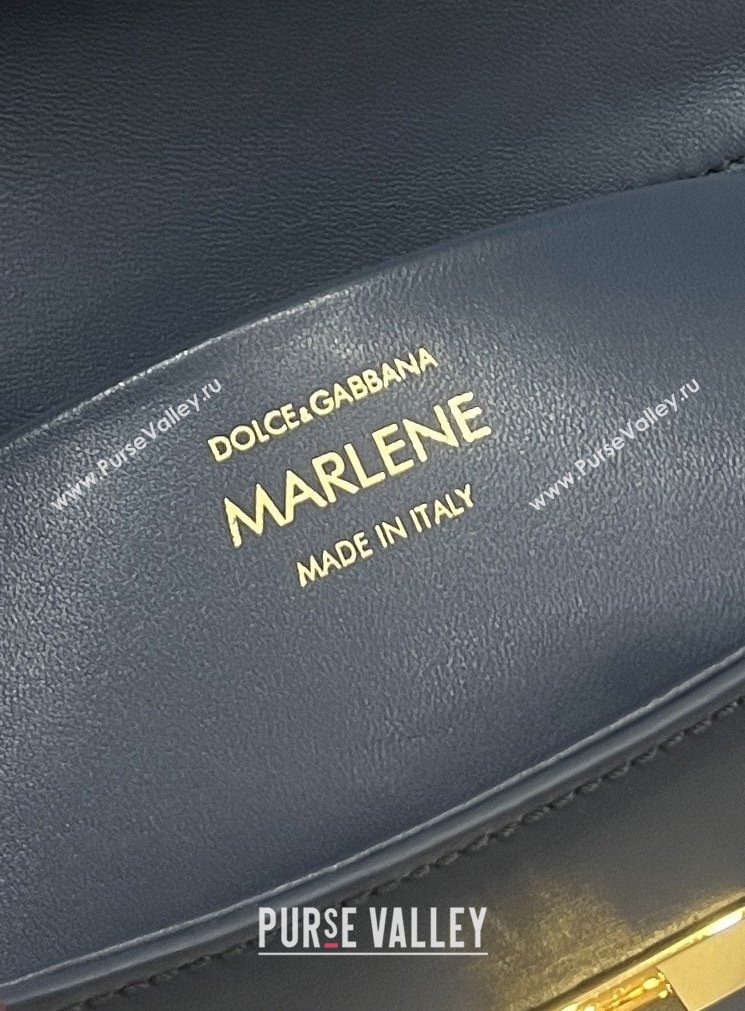 DOLCE&GABBANA
MARLENE
MADE IN ITALY
www.PurseValley.ru
www.PurseValley.ru
PURSE VALLEY